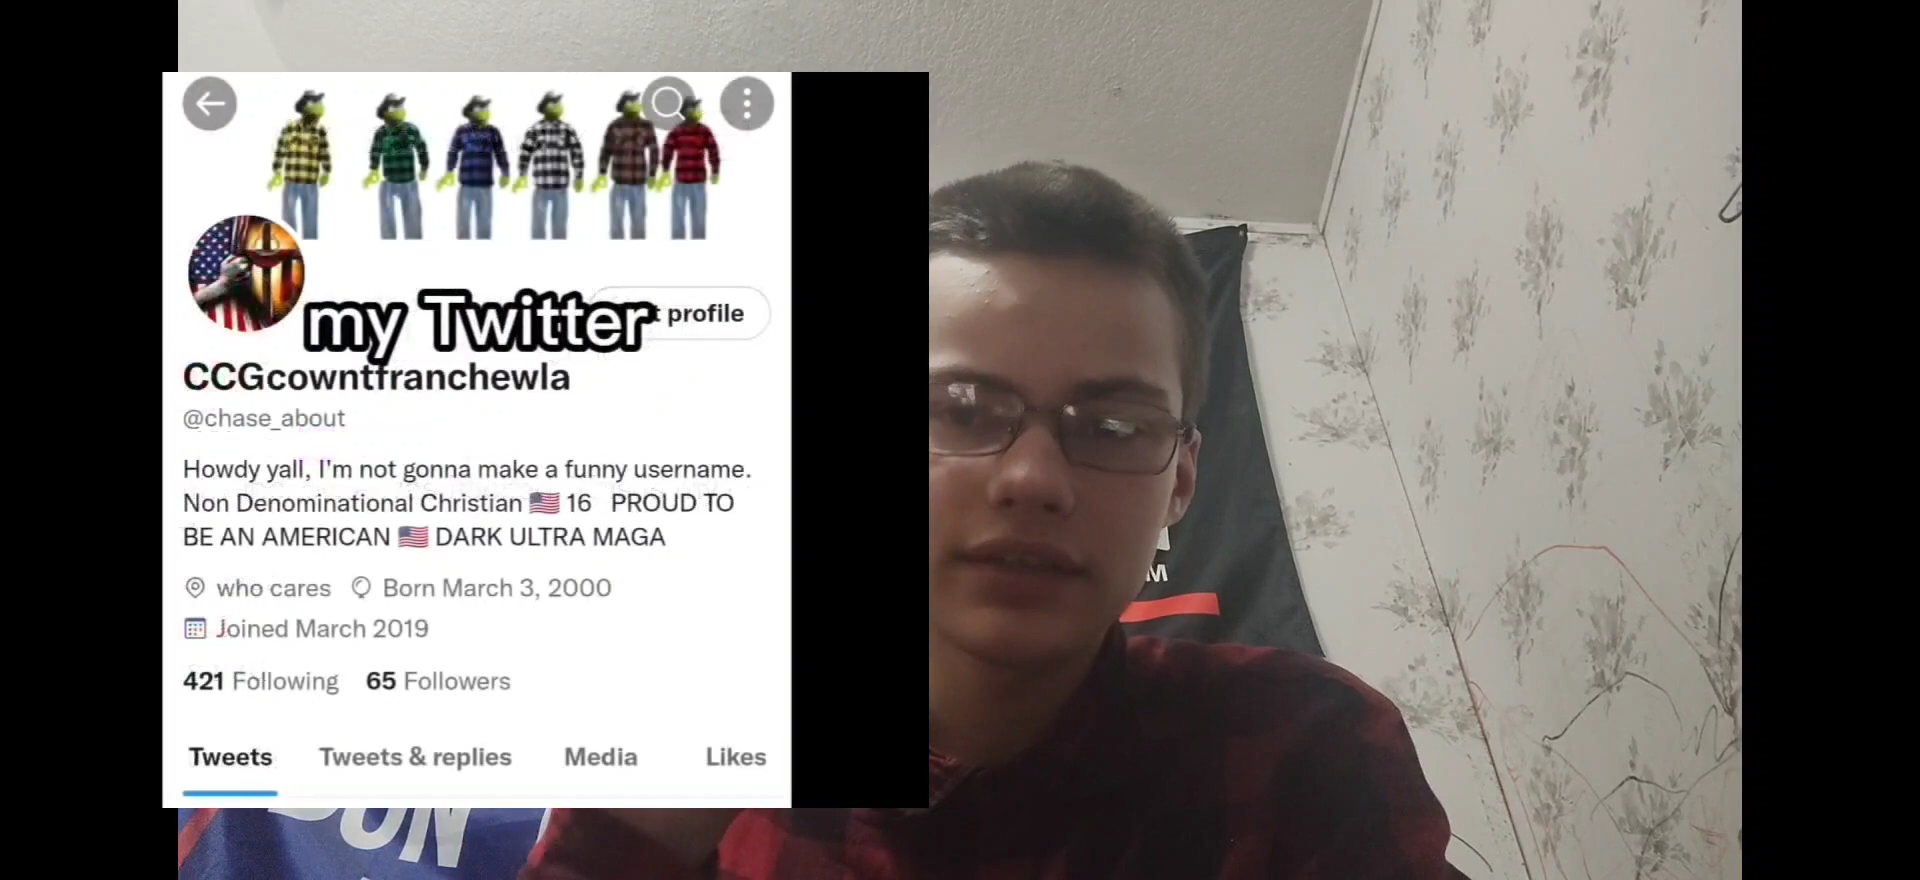 my Twitter
profile
CCGcowntfranchewla
@chase_about
Howdy yall, I'm not gonna make a funny username.
Non Denominational Christian 🇺🇸 16 PROUD TO
BE AN AMERICAN 🇺🇸 DARK ULTRA MAGA
who cares Born March 3, 2000
Joined March 2019
421 Following 65 Followers
Tweets Tweets & replies Media Likes
M